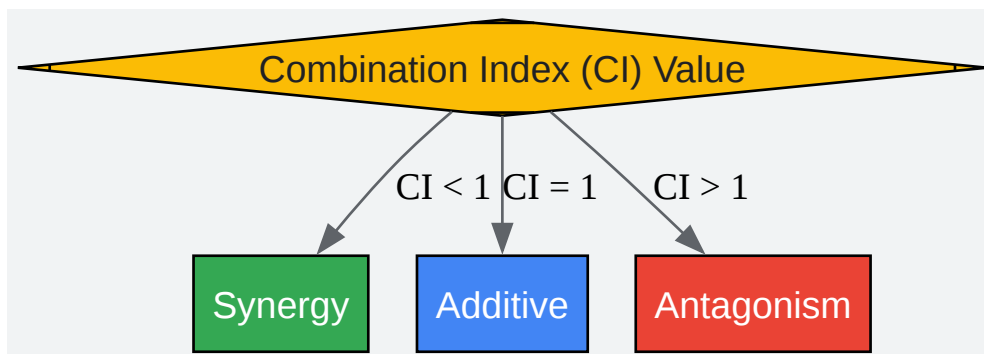 Combination Index (CI) Value
CI < 1
CI = 1
CI > 1
Synergy
Additive
Antagonism